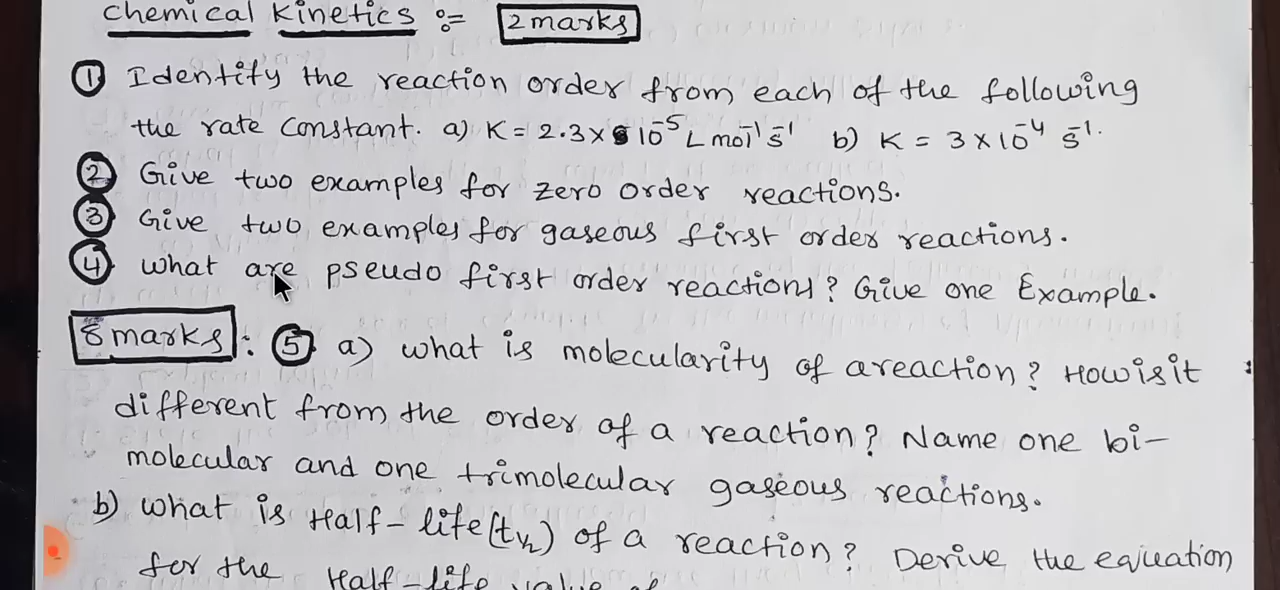 Chemical Kinetics :- 2 marks
① Identify the reaction order from each of the following
the rate constant. a) K = 2.3 × 10⁻⁵ L mol⁻¹ s⁻¹ b) K = 3 × 10⁻⁴ s⁻¹.
② Give two examples for zero order reactions.
③ Give two examples for gaseous first order reactions.
④ What are pseudo first order reactions? Give one Example.
8 marks : ⑤ a) what is molecularity of a reaction? How is it
different from the order of a reaction? Name one bi-
molecular and one trimolecular gaseous reactions.
b) what is Half-life (t½) of a reaction? Derive the equation
for the Half-life value of